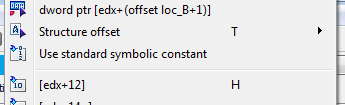 dword ptr [edx+(offset loc_B+1)]
Structure offset T
Use standard symbolic constant
[edx+12] H